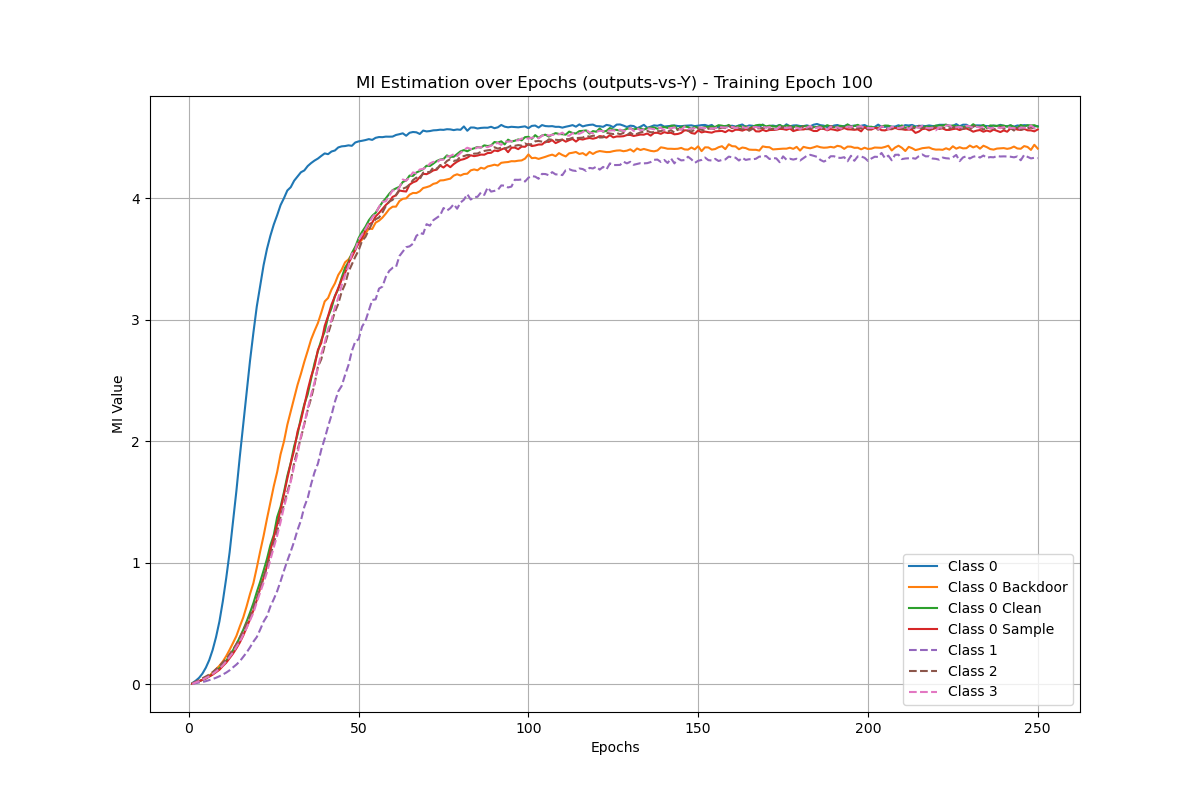 MI Estimation over Epochs (outputs-vs-Y) - Training Epoch 100
MI Value
4
3
2
1
0
0 50 100 150 200 250
Epochs
Class 0
Class 0 Backdoor
Class 0 Clean
Class 0 Sample
Class 1
Class 2
Class 3